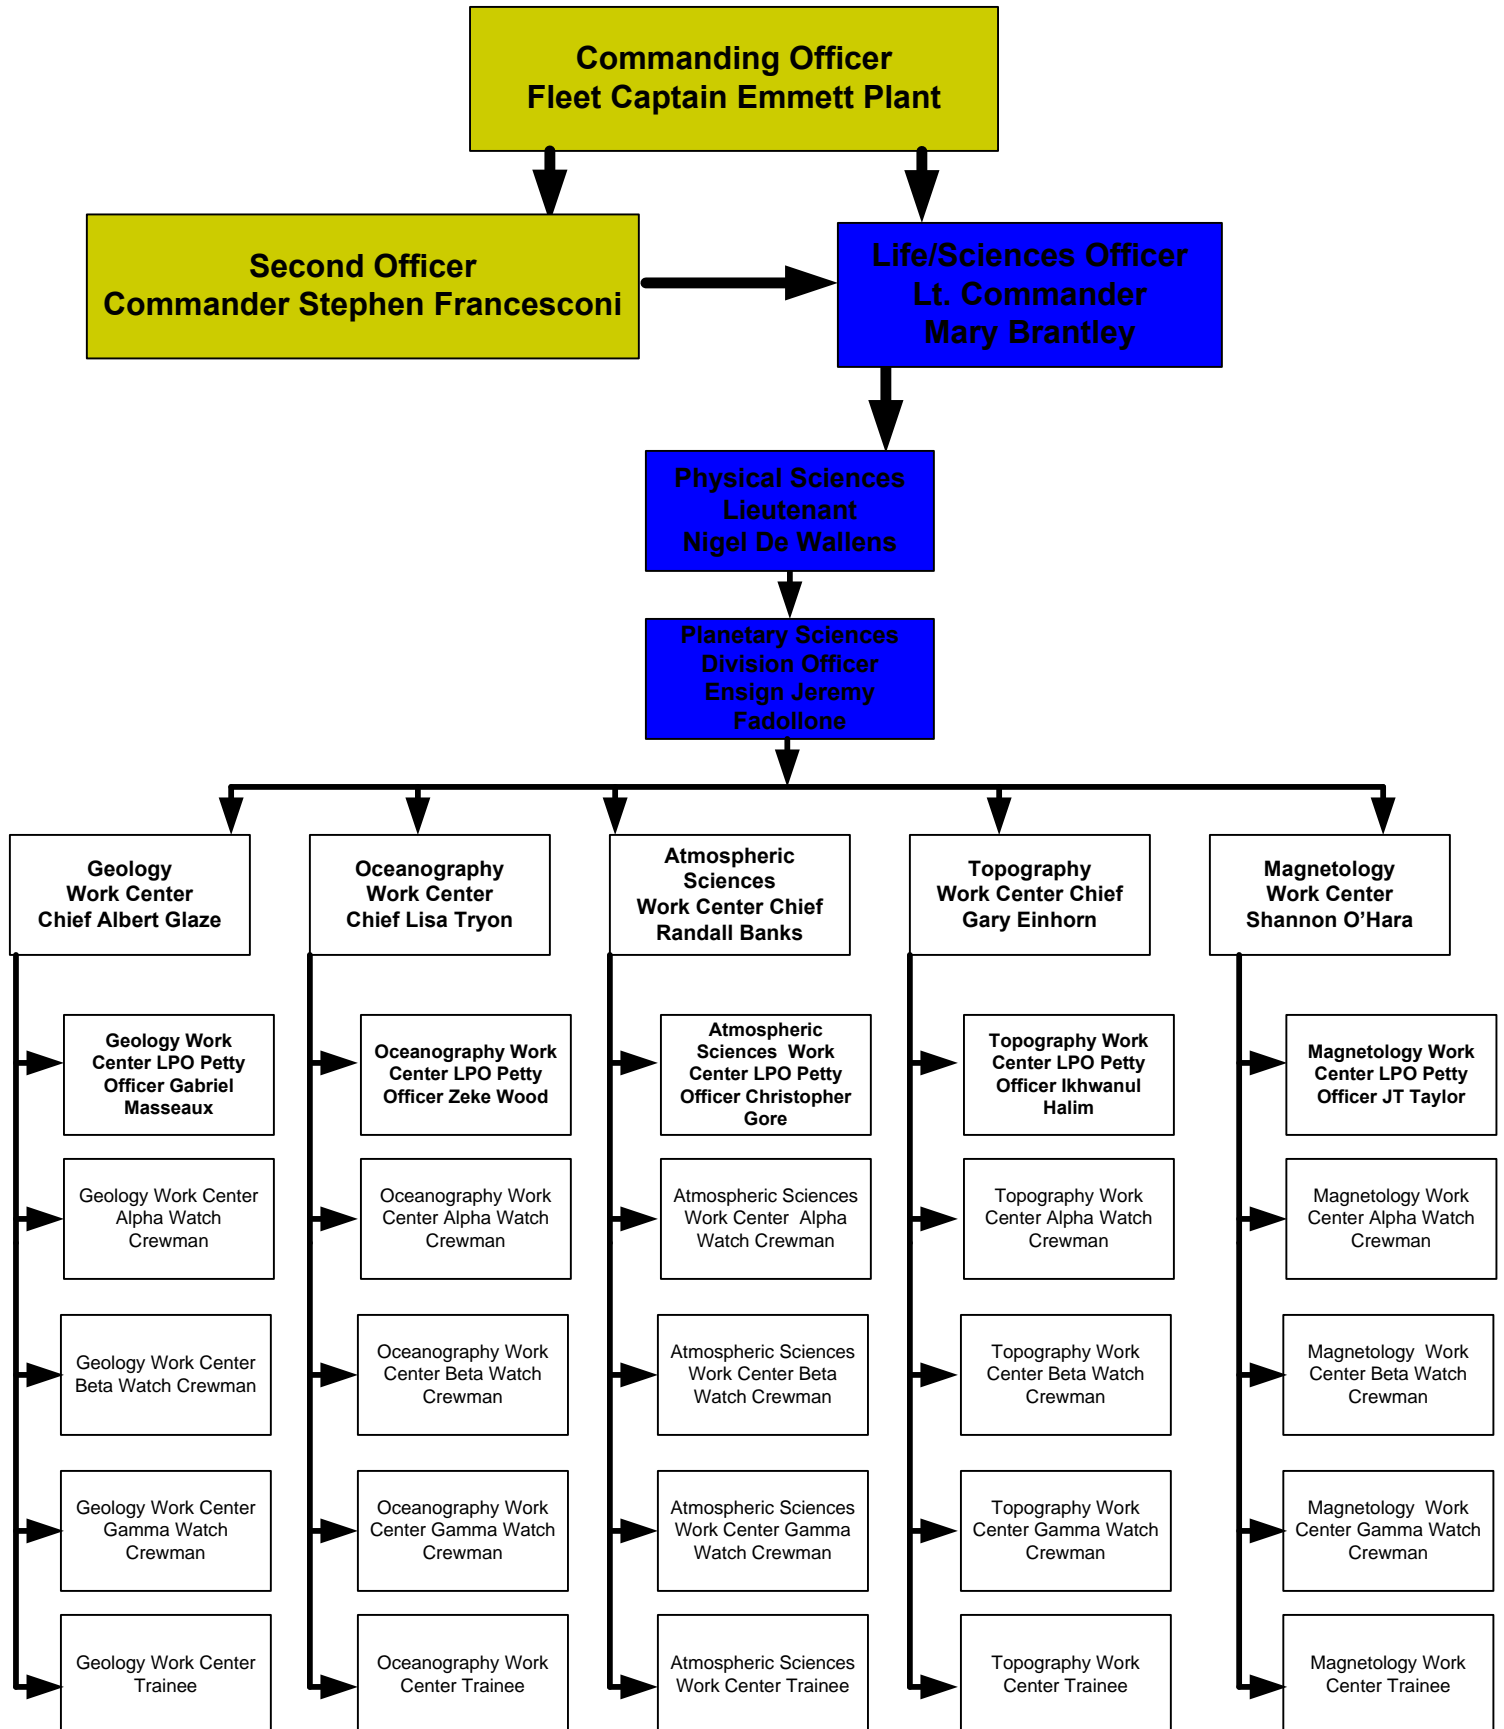 Commanding Officer
Fleet Captain Emmett Plant
Second Officer
Commander Stephen Francesconi
Life/Sciences Officer
Lt. Commander
Mary Brantley
Physical Sciences
Lieutenant
Nigel De Wallens
Planetary Sciences
Division Officer
Ensign Jeremy
Fadollone
Geology
Work Center
Chief Albert Glaze
Oceanography
Work Center
Chief Lisa Tryon
Atmospheric
Sciences
Work Center Chief
Randall Banks
Topography
Work Center Chief
Gary Einhorn
Magnetology
Work Center
Shannon O’Hara
Geology Work
Center LPO Petty
Officer Gabriel
Masseaux
Oceanography Work
Center LPO Petty
Officer Zeke Wood
Atmospheric
Sciences  Work
Center LPO Petty
Officer Christopher
Gore
Topography Work
Center LPO Petty
Officer Ikhwanul
Halim
Magnetology Work
Center LPO Petty
Officer JT Taylor
Geology Work Center
Alpha Watch
Crewman
Oceanography Work
Center Alpha Watch
Crewman
Atmospheric Sciences
Work Center  Alpha
Watch Crewman
Topography Work
Center Alpha Watch
Crewman
Magnetology Work
Center Alpha Watch
Crewman
Geology Work Center
Beta Watch Crewman
Oceanography Work
Center Beta Watch
Crewman
Atmospheric Sciences
Work Center Beta
Watch Crewman
Topography Work
Center Beta Watch
Crewman
Magnetology  Work
Center Beta Watch
Crewman
Geology Work Center
Gamma Watch
Crewman
Oceanography Work
Center Gamma Watch
Crewman
Atmospheric Sciences
Work Center Gamma
Watch Crewman
Topography Work
Center Gamma Watch
Crewman
Magnetology  Work
Center Gamma Watch
Crewman
Geology Work Center
Trainee
Oceanography Work
Center Trainee
Atmospheric Sciences
Work Center Trainee
Topography Work
Center Trainee
Magnetology Work
Center Trainee